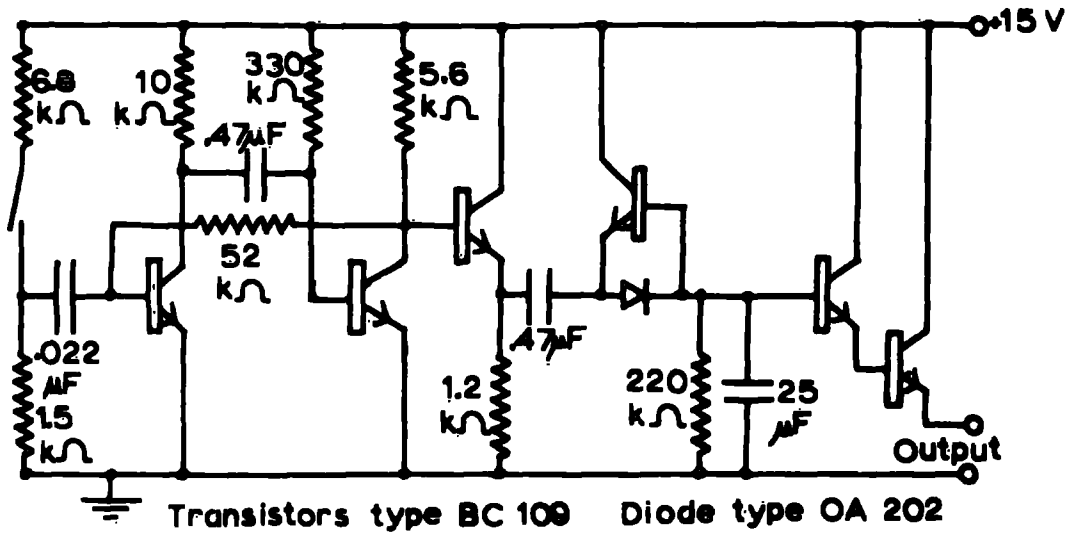 +15 V
6.8
kΩ
10
kΩ
330
kΩ
5.6
kΩ
.47μF
52
kΩ
.022
μF
1.5
kΩ
.47μF
1.2
kΩ
220
kΩ
25
μF
Output
Transistors type BC 109 Diode type OA 202